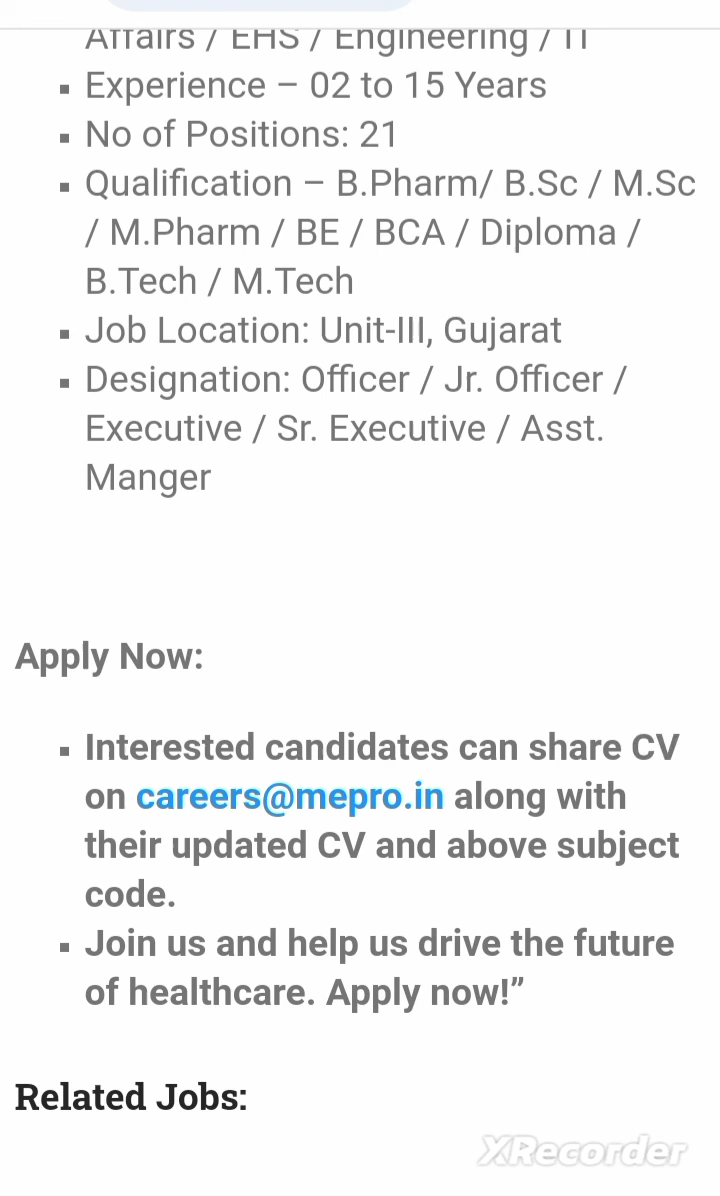 Affairs / EHS / Engineering / IT
▪ Experience – 02 to 15 Years
▪ No of Positions: 21
▪ Qualification – B.Pharm/ B.Sc / M.Sc
/ M.Pharm / BE / BCA / Diploma /
B.Tech / M.Tech
▪ Job Location: Unit-III, Gujarat
▪ Designation: Officer / Jr. Officer /
Executive / Sr. Executive / Asst.
Manger
Apply Now:
▪ Interested candidates can share CV
on careers@mepro.in along with
their updated CV and above subject
code.
▪ Join us and help us drive the future
of healthcare. Apply now!”
Related Jobs:
XRecorder